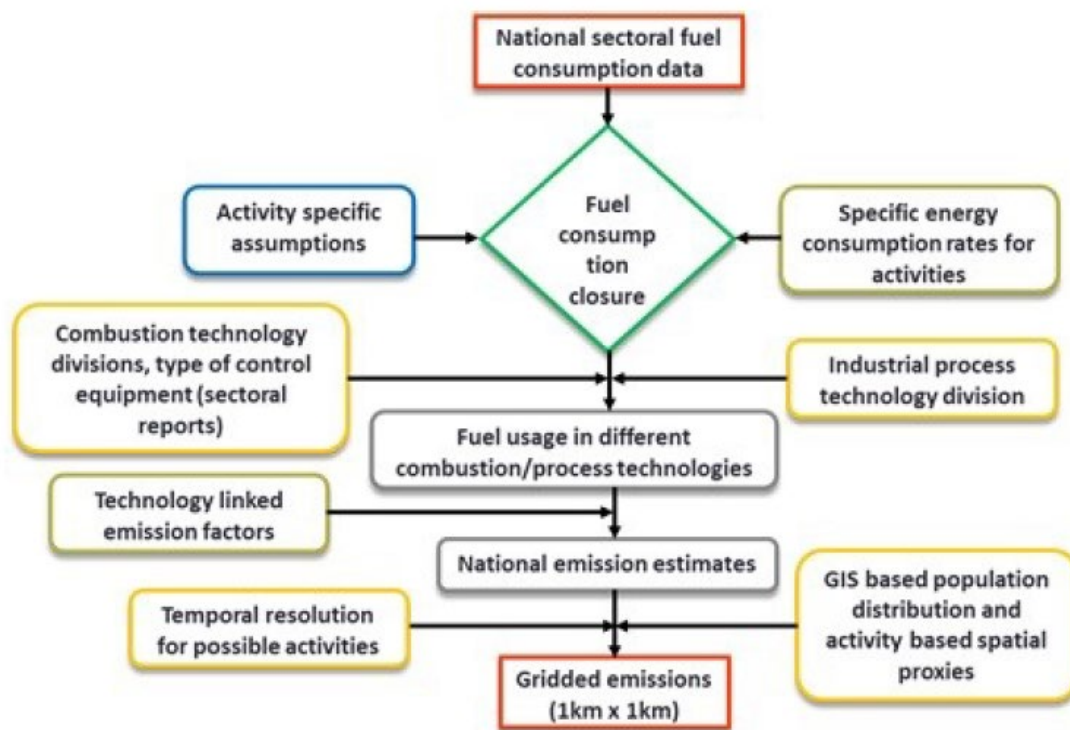 National sectoral fuel
consumption data
Activity specific
assumptions
Fuel
consump
tion
closure
Specific energy
consumption rates for
activities
Combustion technology
divisions, type of control
equipment (sectoral
reports)
Industrial process
technology division
Fuel usage in different
combustion/process technologies
Technology linked
emission factors
National emission estimates
GIS based population
distribution and
activity based spatial
proxies
Temporal resolution
for possible activities
Gridded emissions
(1km x 1km)